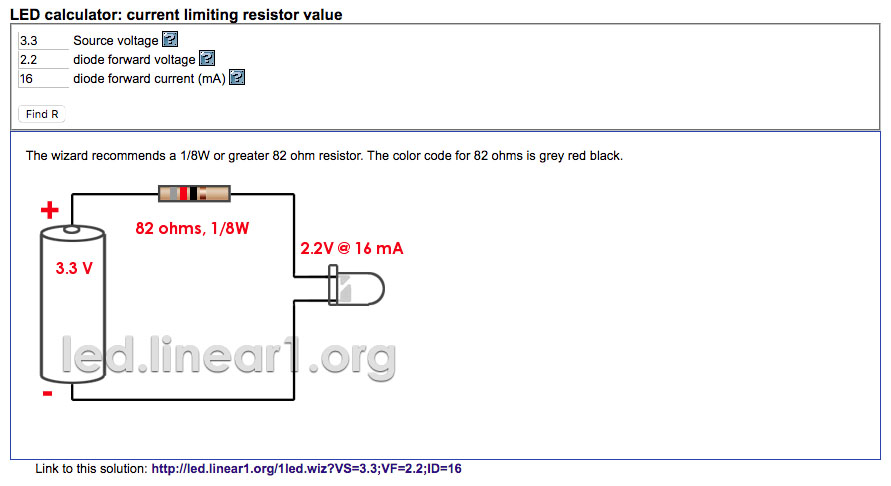 LED calculator: current limiting resistor value
3.3 Source voltage ?
2.2 diode forward voltage ?
16 diode forward current (mA) ?
Find R
The wizard recommends a 1/8W or greater 82 ohm resistor. The color code for 82 ohms is grey red black.
+
82 ohms, 1/8W
2.2V @ 16 mA
3.3 V
led.linear1.org
-
Link to this solution: http://led.linear1.org/1led.wiz?VS=3.3;VF=2.2;ID=16